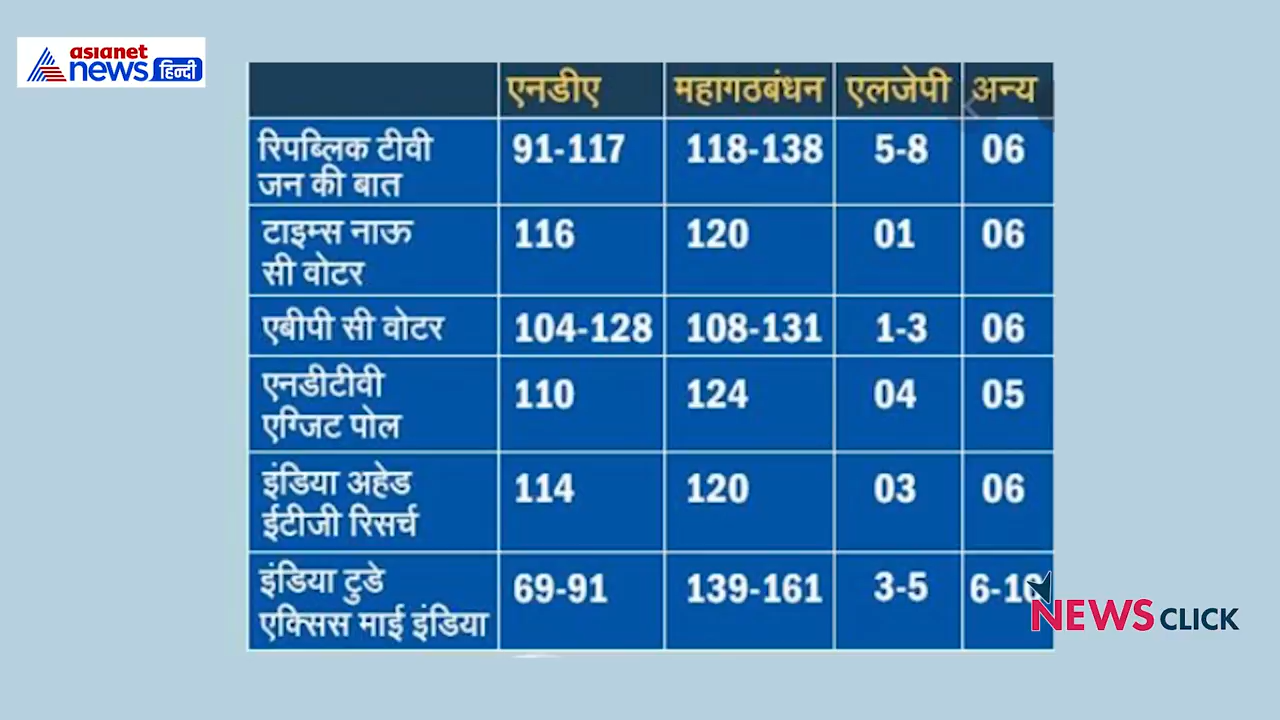 asianet
news हिन्दी
एनडीए महागठबंधन एलजेपी अन्य
रिपब्लिक टीवी
जन की बात
91-117 118-138 5-8 06
टाइम्स नाऊ
सी वोटर
116 120 01 06
एबीपी सी वोटर 104-128 108-131 1-3 06
एनडीटीवी
एग्जिट पोल
110 124 04 05
इंडिया अहेड
ईटीजी रिसर्च
114 120 03 06
इंडिया टुडे
एक्सिस माई इंडिया
69-91 139-161 3-5
NEWS CLICK